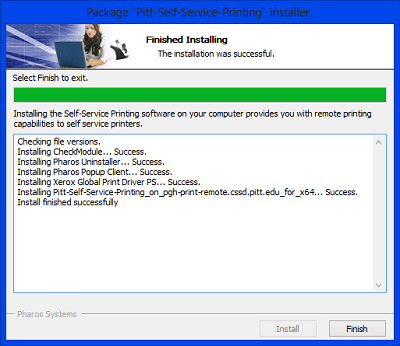 Package "Pitt-Self-Service-Printing" installer.
Finished Installing
The installation was successful.
Select Finish to exit.
Installing the Self-Service Printing software on your computer provides you with remote printing
capabilities to self service printers.
Checking file versions.
Installing CheckModule... Success.
Installing Pharos Uninstaller... Success.
Installing Pharos Popup Client... Success.
Installing Xerox Global Print Driver PS... Success.
Installing Pitt-Self-Service-Printing_on_pgh-print-remote.cssd.pitt.edu_for_x64... Success.
Install finished successfully
Pharos Systems
Install
Finish